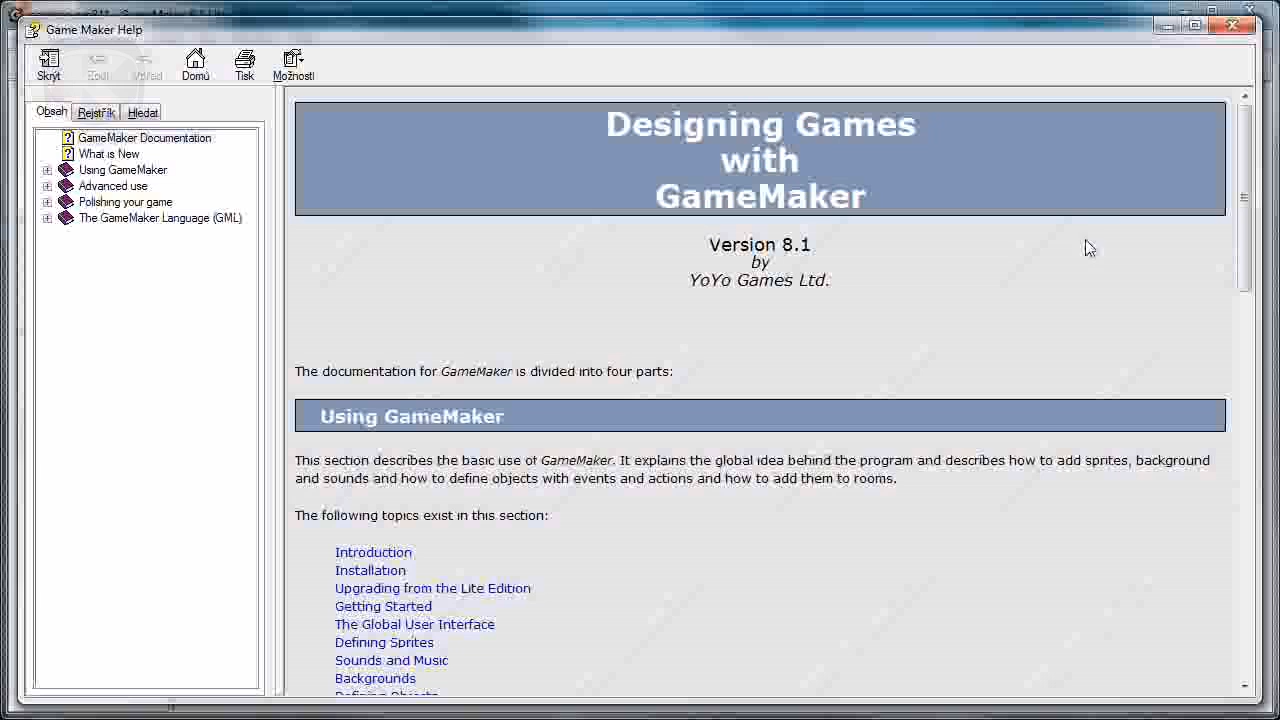 Game Maker Help
Skrýt
Zpět
Vpřed
Domů
Tisk
Možnosti
Obsah
Rejstřík
Hledat
GameMaker Documentation
What is New
Using GameMaker
Advanced use
Polishing your game
The GameMaker Language (GML)
Designing Games
with
GameMaker
Version 8.1
by
YoYo Games Ltd.
The documentation for GameMaker is divided into four parts:
Using GameMaker
This section describes the basic use of GameMaker. It explains the global idea behind the program and describes how to add sprites, background
and sounds and how to define objects with events and actions and how to add them to rooms.
The following topics exist in this section:
Introduction
Installation
Upgrading from the Lite Edition
Getting Started
The Global User Interface
Defining Sprites
Sounds and Music
Backgrounds
Defining Objects